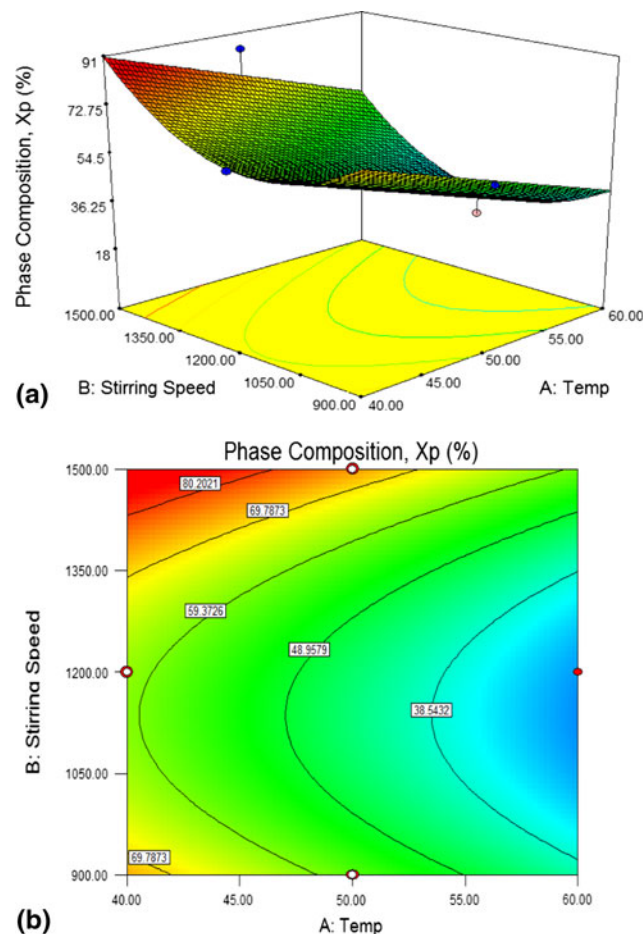 91
72.75
54.5
36.25
18
Phase Composition, Xp (%)
1500.00
1350.00
1200.00
1050.00
900.00
40.00
45.00
50.00
55.00
60.00
B: Stirring Speed
A: Temp
(a)
Phase Composition, Xp (%)
1500.00
1350.00
1200.00
1050.00
900.00
B: Stirring Speed
80.2021
69.7873
59.3726
48.9579
38.5432
69.7873
40.00 45.00 50.00 55.00 60.00
A: Temp
(b)